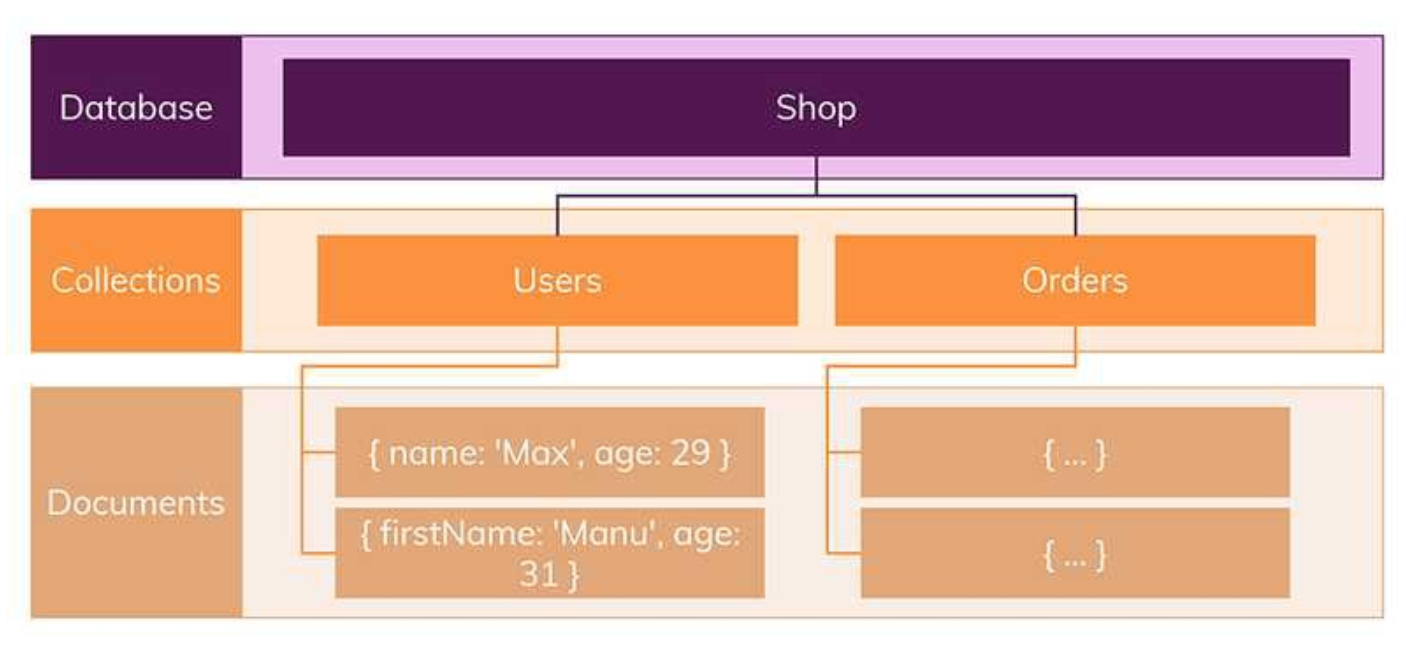 Database
Shop
Collections
Users
Orders
Documents
{ name: 'Max', age: 29 }
{ ... }
{ firstName: 'Manu', age:
31 }
{ ... }